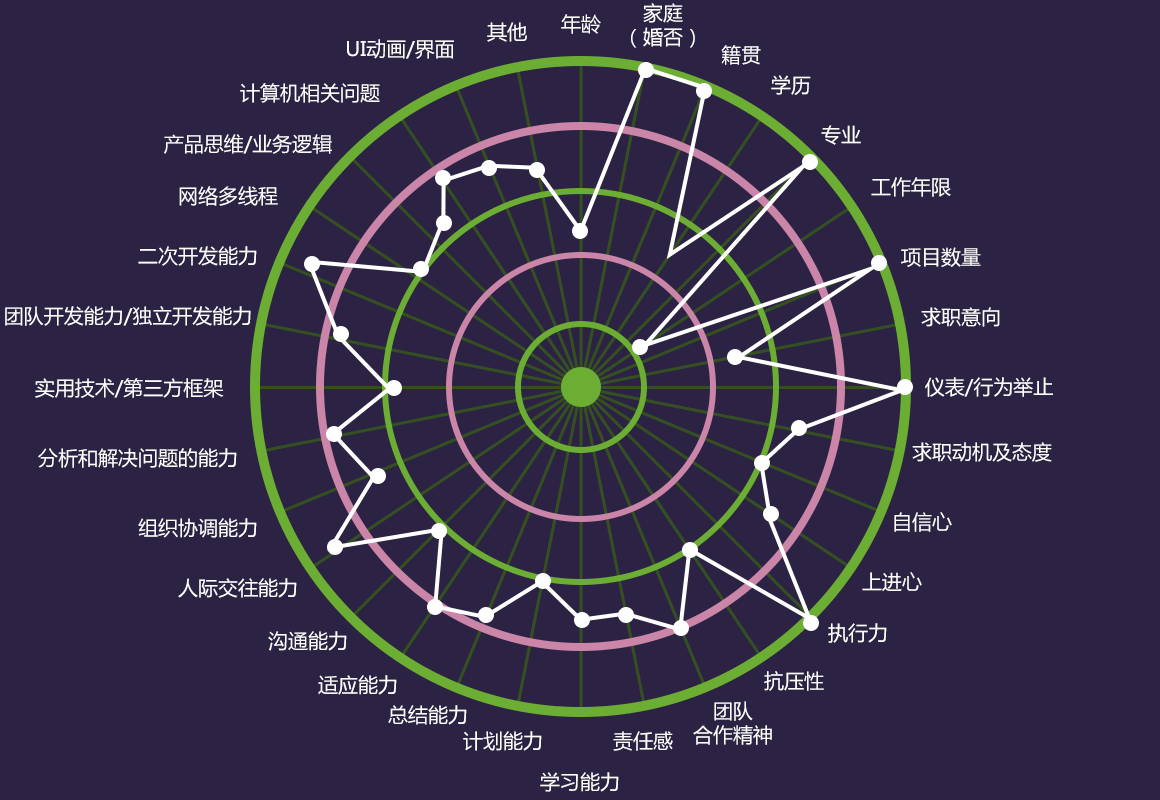 年龄
家庭
（婚否）
籍贯
学历
专业
工作年限
项目数量
求职意向
仪表/行为举止
求职动机及态度
自信心
上进心
执行力
抗压性
团队
合作精神
责任感
学习能力
计划能力
总结能力
适应能力
沟通能力
人际交往能力
组织协调能力
分析和解决问题的能力
实用技术/第三方框架
团队开发能力/独立开发能力
二次开发能力
网络多线程
产品思维/业务逻辑
计算机相关问题
UI动画/界面
其他